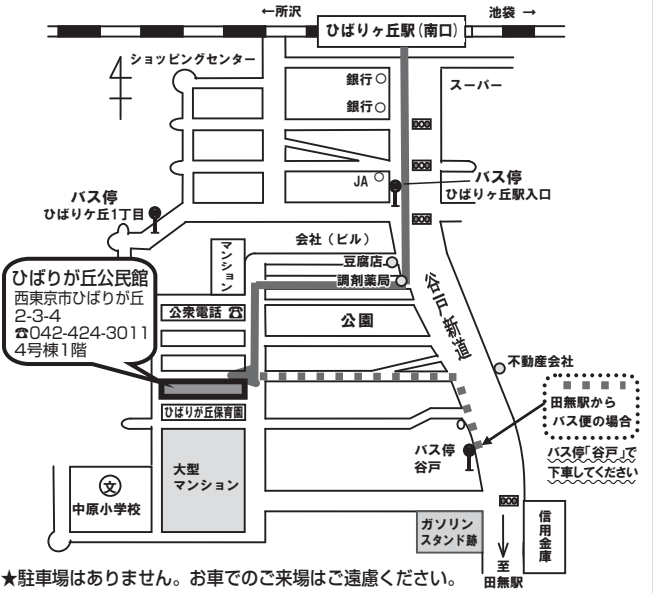 ←所沢
ひばりヶ丘駅(南口)
池袋→
ショッピングセンター
銀行
銀行
スーパー
JA
バス停
ひばりヶ丘駅入口
バス停
ひばりケ丘1丁目
会社(ビル)
マンション
豆腐店
調剤薬局
谷戸新道
ひばりが丘公民館
西東京市ひばりが丘
2-3-4
☎042-424-3011
4号棟1階
公衆電話 ☎
公園
不動産会社
田無駅から
バス便の場合
バス停「谷戸」で
下車してください
ひばりが丘保育園
バス停
谷戸
大型
マンション
文
中原小学校
ガソリン
スタンド跡
信用金庫
至
田無駅
★駐車場はありません。お車でのご来場はご遠慮ください。